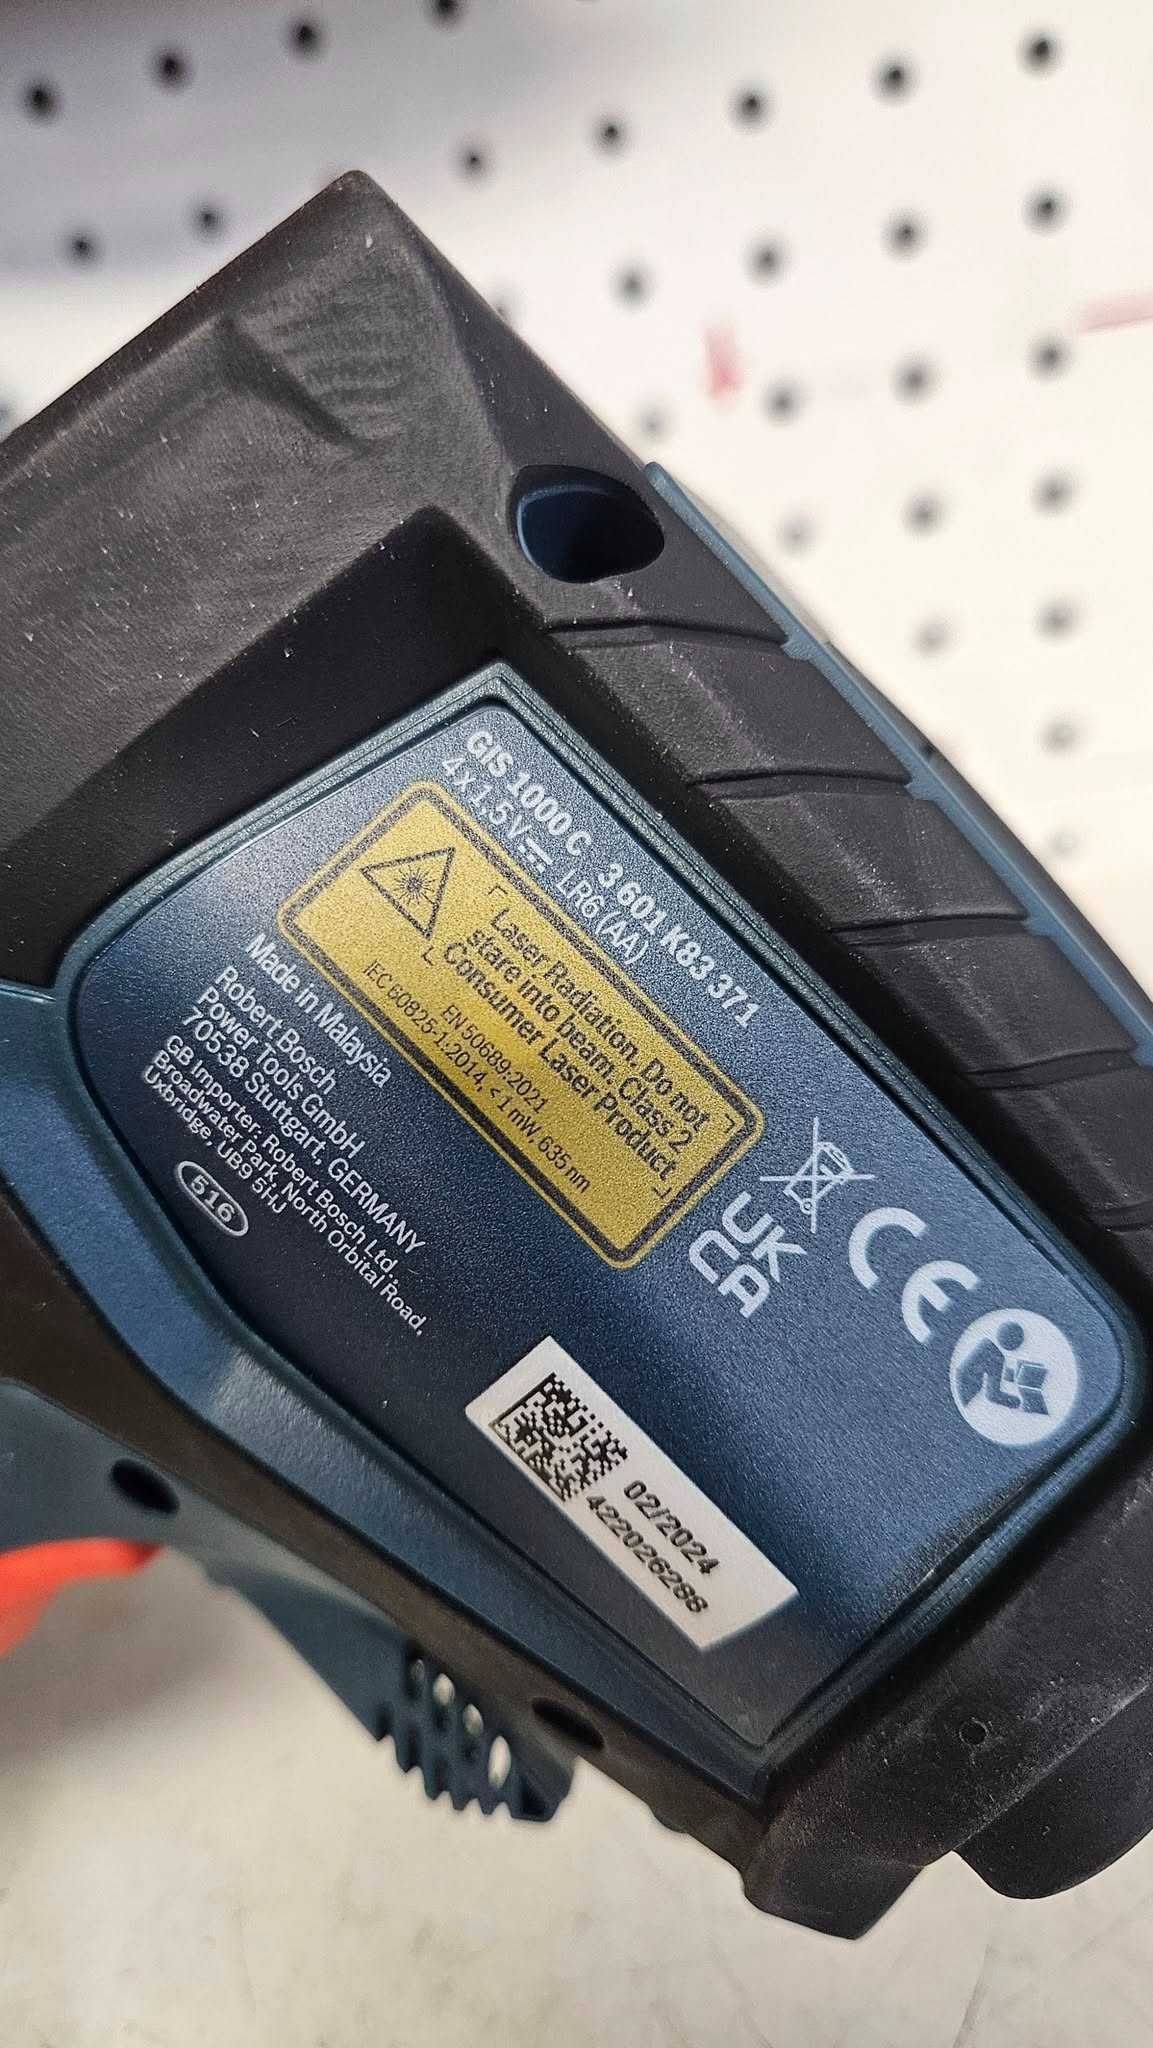 GIS 1000 C 3 601 K83 371
4 X 1.5 V LR6 (AA)
Laser Radiation. Do not
stare into beam. Class 2
Consumer Laser Product
EN 50689:2021
IEC 60825-1:2014, < 1 mW, 635 nm
Made in Malaysia
Robert Bosch
Power Tools GmbH
70538 Stuttgart, GERMANY
GB Importer: Robert Bosch Ltd.,
Broadwater Park, North Orbital Road,
Uxbridge, UB9 5HJ
516
UK
CA
CE
02/2024
422026288